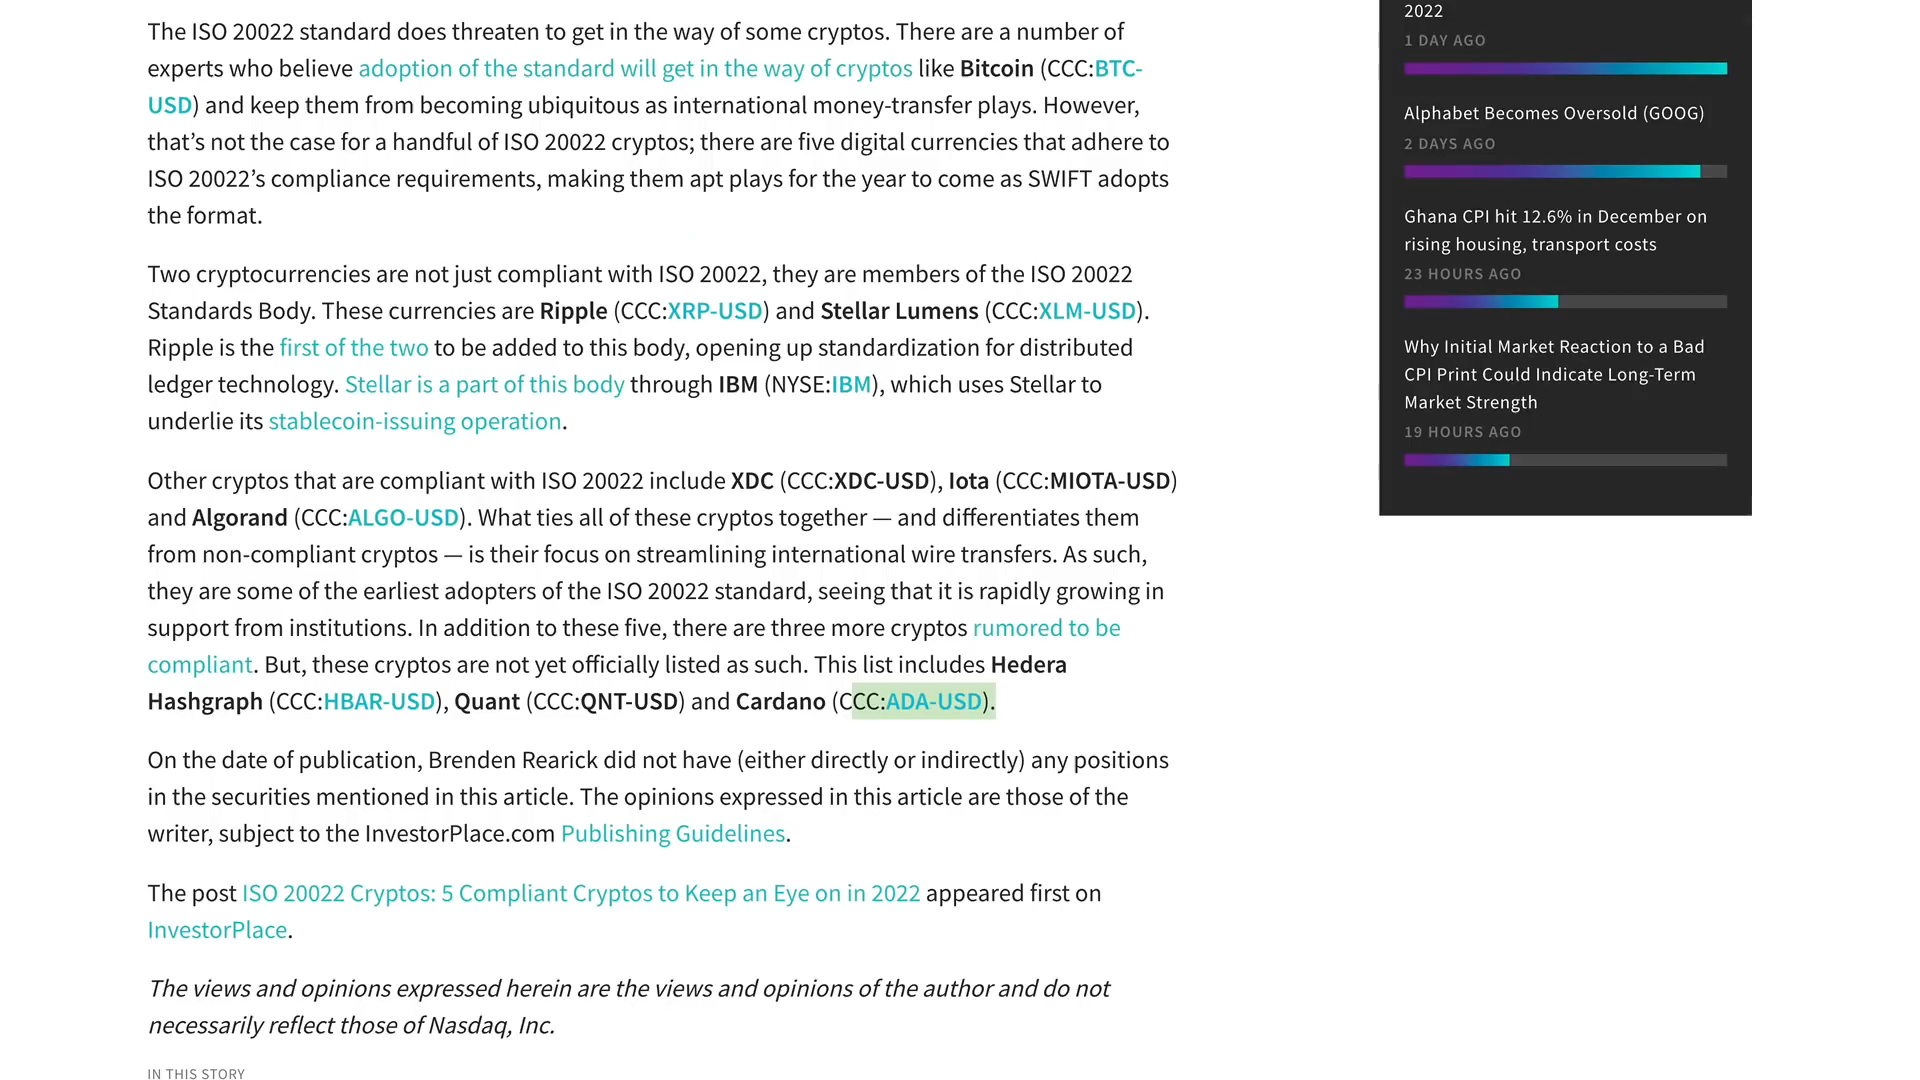 The ISO 20022 standard does threaten to get in the way of some cryptos. There are a number of
experts who believe adoption of the standard will get in the way of cryptos like Bitcoin (CCC:BTC-
USD) and keep them from becoming ubiquitous as international money-transfer plays. However,
that’s not the case for a handful of ISO 20022 cryptos; there are five digital currencies that adhere to
ISO 20022’s compliance requirements, making them apt plays for the year to come as SWIFT adopts
the format.
Two cryptocurrencies are not just compliant with ISO 20022, they are members of the ISO 20022
Standards Body. These currencies are Ripple (CCC:XRP-USD) and Stellar Lumens (CCC:XLM-USD).
Ripple is the first of the two to be added to this body, opening up standardization for distributed
ledger technology. Stellar is a part of this body through IBM (NYSE:IBM), which uses Stellar to
underlie its stablecoin-issuing operation.
Other cryptos that are compliant with ISO 20022 include XDC (CCC:XDC-USD), Iota (CCC:MIOTA-USD)
and Algorand (CCC:ALGO-USD). What ties all of these cryptos together — and differentiates them
from non-compliant cryptos — is their focus on streamlining international wire transfers. As such,
they are some of the earliest adopters of the ISO 20022 standard, seeing that it is rapidly growing in
support from institutions. In addition to these five, there are three more cryptos rumored to be
compliant. But, these cryptos are not yet officially listed as such. This list includes Hedera
Hashgraph (CCC:HBAR-USD), Quant (CCC:QNT-USD) and Cardano (CCC:ADA-USD).
On the date of publication, Brenden Rearick did not have (either directly or indirectly) any positions
in the securities mentioned in this article. The opinions expressed in this article are those of the
writer, subject to the InvestorPlace.com Publishing Guidelines.
The post ISO 20022 Cryptos: 5 Compliant Cryptos to Keep an Eye on in 2022 appeared first on
InvestorPlace.
The views and opinions expressed herein are the views and opinions of the author and do not
necessarily reflect those of Nasdaq, Inc.
IN THIS STORY
2022
1 DAY AGO
Alphabet Becomes Oversold (GOOG)
2 DAYS AGO
Ghana CPI hit 12.6% in December on
rising housing, transport costs
23 HOURS AGO
Why Initial Market Reaction to a Bad
CPI Print Could Indicate Long-Term
Market Strength
19 HOURS AGO